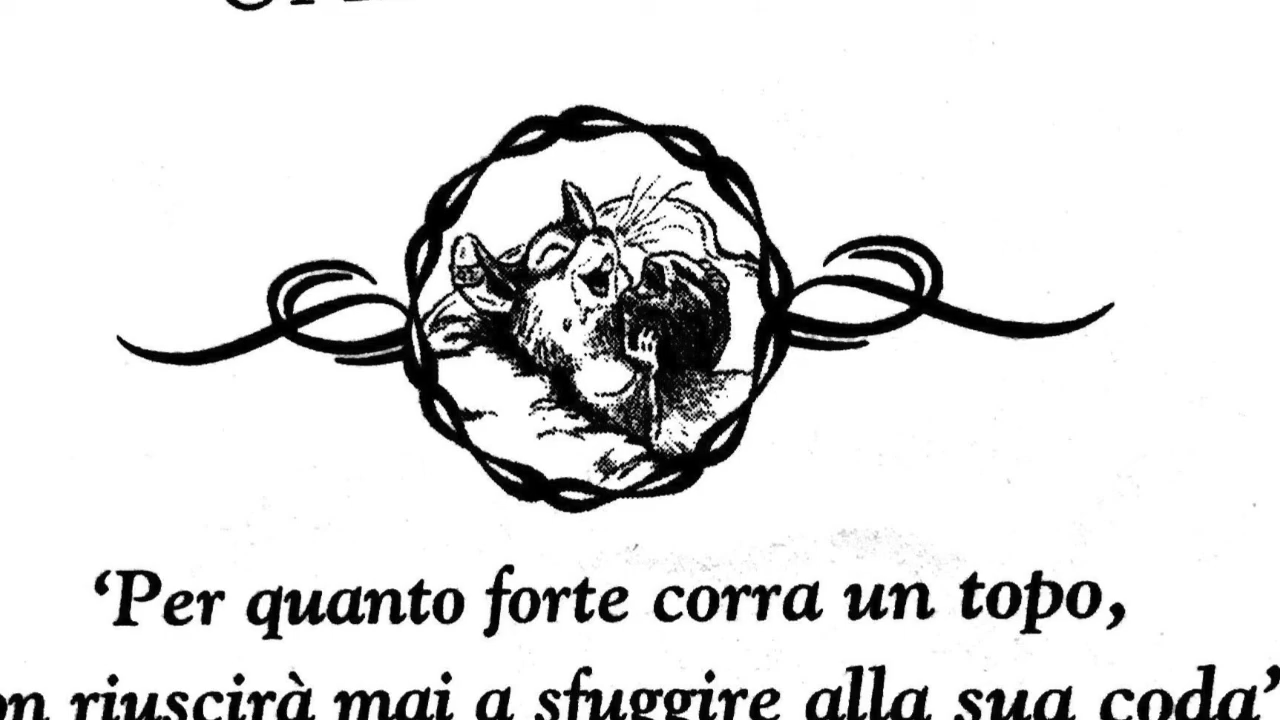 ‘Per quanto forte corra un topo,
on riuscirà mai a sfuggire alla sua coda’